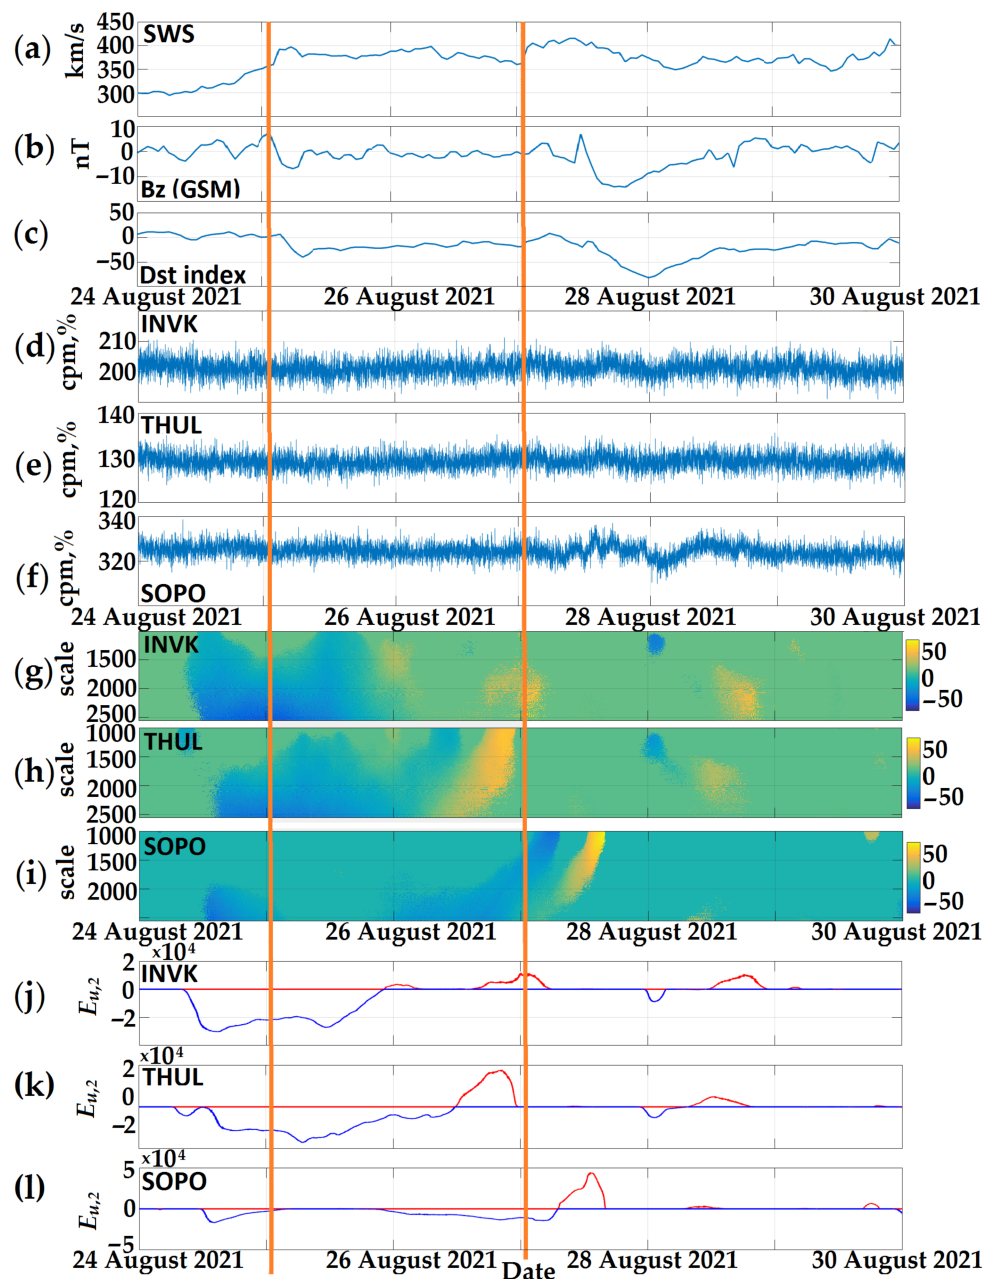 (a) km/s 450 400 350 300 SWS
(b) nT 10 0 −10 Bz (GSM)
(c) 50 0 −50 Dst index
24 August 2021 26 August 2021 28 August 2021 30 August 2021
(d) cpm,% 210 200 INVK
(e) cpm,% 140 130 120 THUL
(f) cpm,% 340 320 SOPO
24 August 2021 26 August 2021 28 August 2021 30 August 2021
(g) scale 1500 2000 2500 INVK 50 0 −50
(h) scale 1000 1500 2000 2500 THUL 50 0 −50
(i) scale 1000 1500 2000 SOPO 50 0 −50
24 August 2021 26 August 2021 28 August 2021 30 August 2021
x10⁴
(j) Eu,2 2 0 −2 INVK
x10⁴
(k) Eu,2 2 0 −2 THUL
x10⁴
(l) Eu,2 5 0 −5 SOPO
24 August 2021 26 August 2021 28 August 2021 30 August 2021
Date